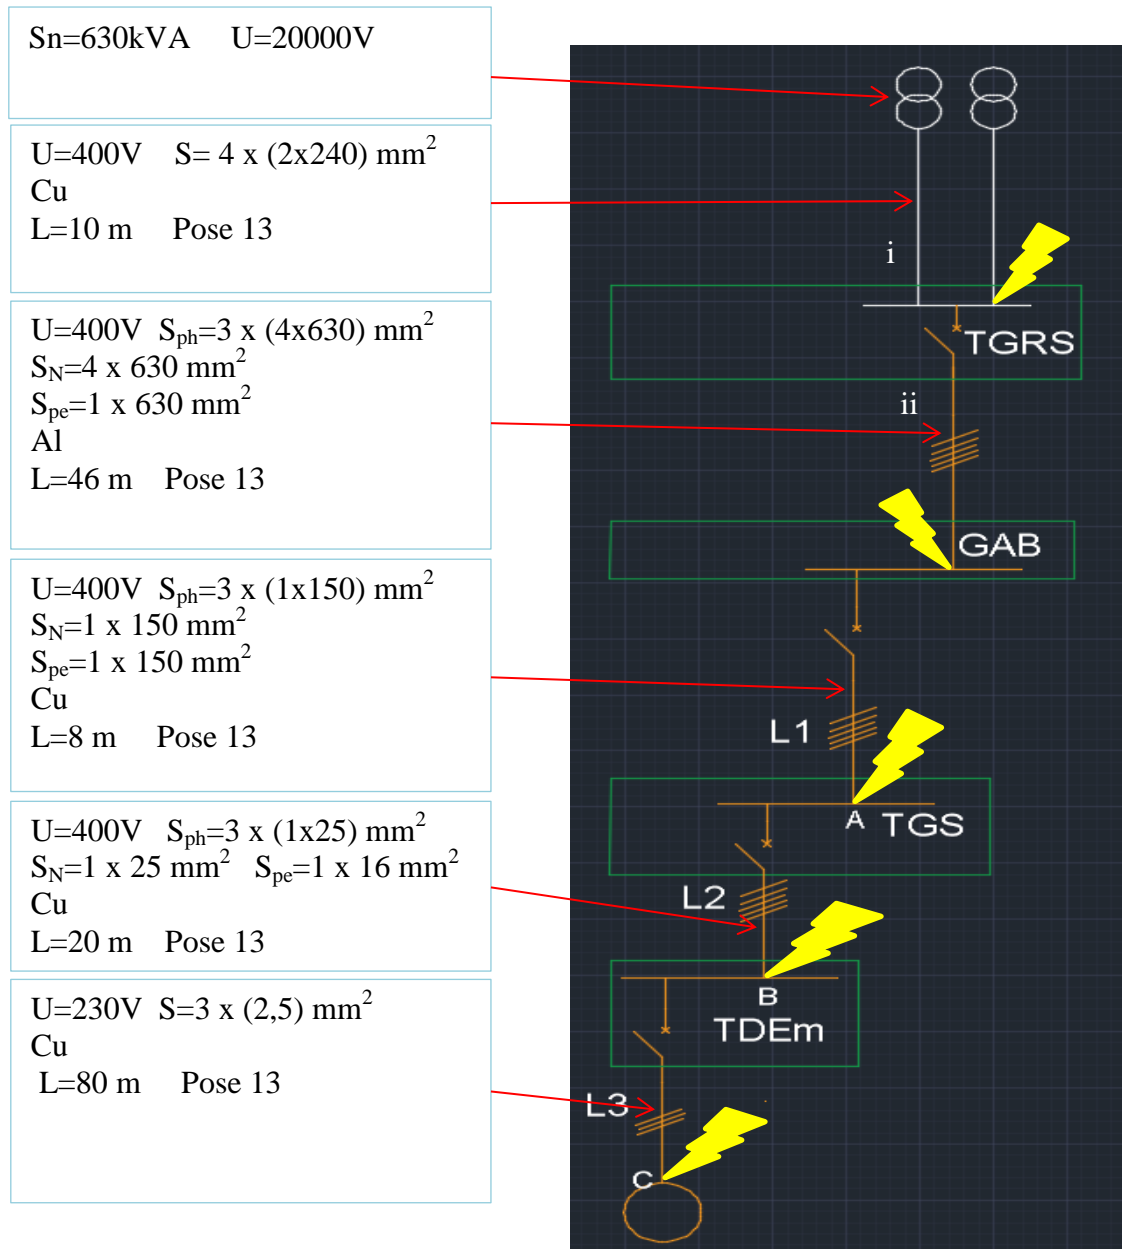 Sn=630kVA U=20000V
U=400V S= 4 x (2x240) mm²
Cu
L=10 m Pose 13
U=400V Sph=3 x (4x630) mm²
SN=4 x 630 mm²
Spe=1 x 630 mm²
Al
L=46 m Pose 13
U=400V Sph=3 x (1x150) mm²
SN=1 x 150 mm²
Spe=1 x 150 mm²
Cu
L=8 m Pose 13
U=400V Sph=3 x (1x25) mm²
SN=1 x 25 mm² Spe=1 x 16 mm²
Cu
L=20 m Pose 13
U=230V S=3 x (2,5) mm²
Cu
L=80 m Pose 13
i
TGRS
ii
GAB
L1
A TGS
L2
B
TDEm
L3
C